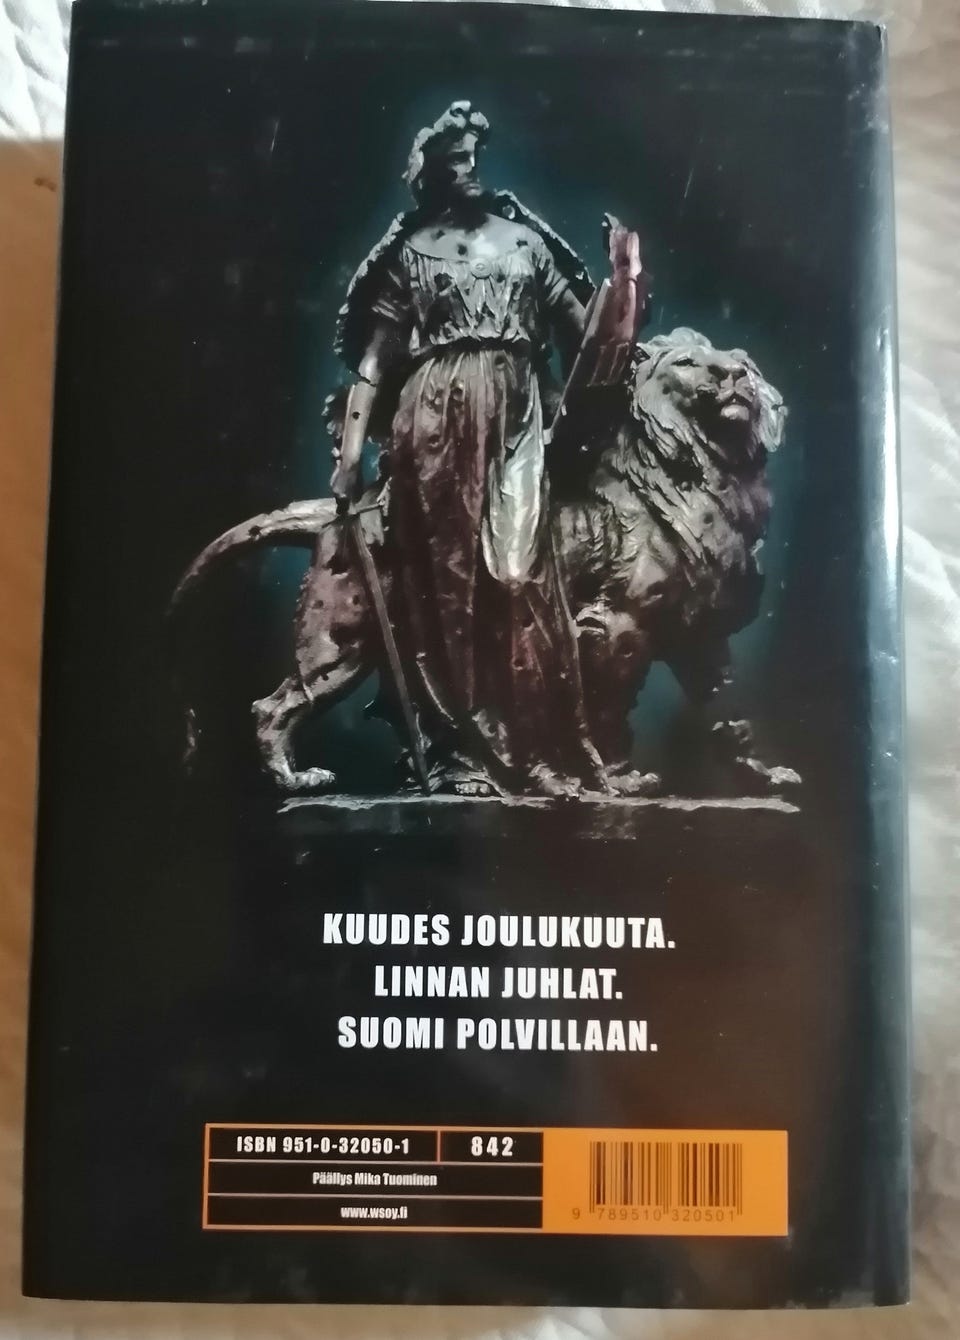 KUUDES JOULUKUUTA.
LINNAN JUHLAT.
SUOMI POLVILLAAN.
ISBN 951-0-32050-1
842
Päällys Mika Tuominen
www.wsoy.fi
9 789510 320501